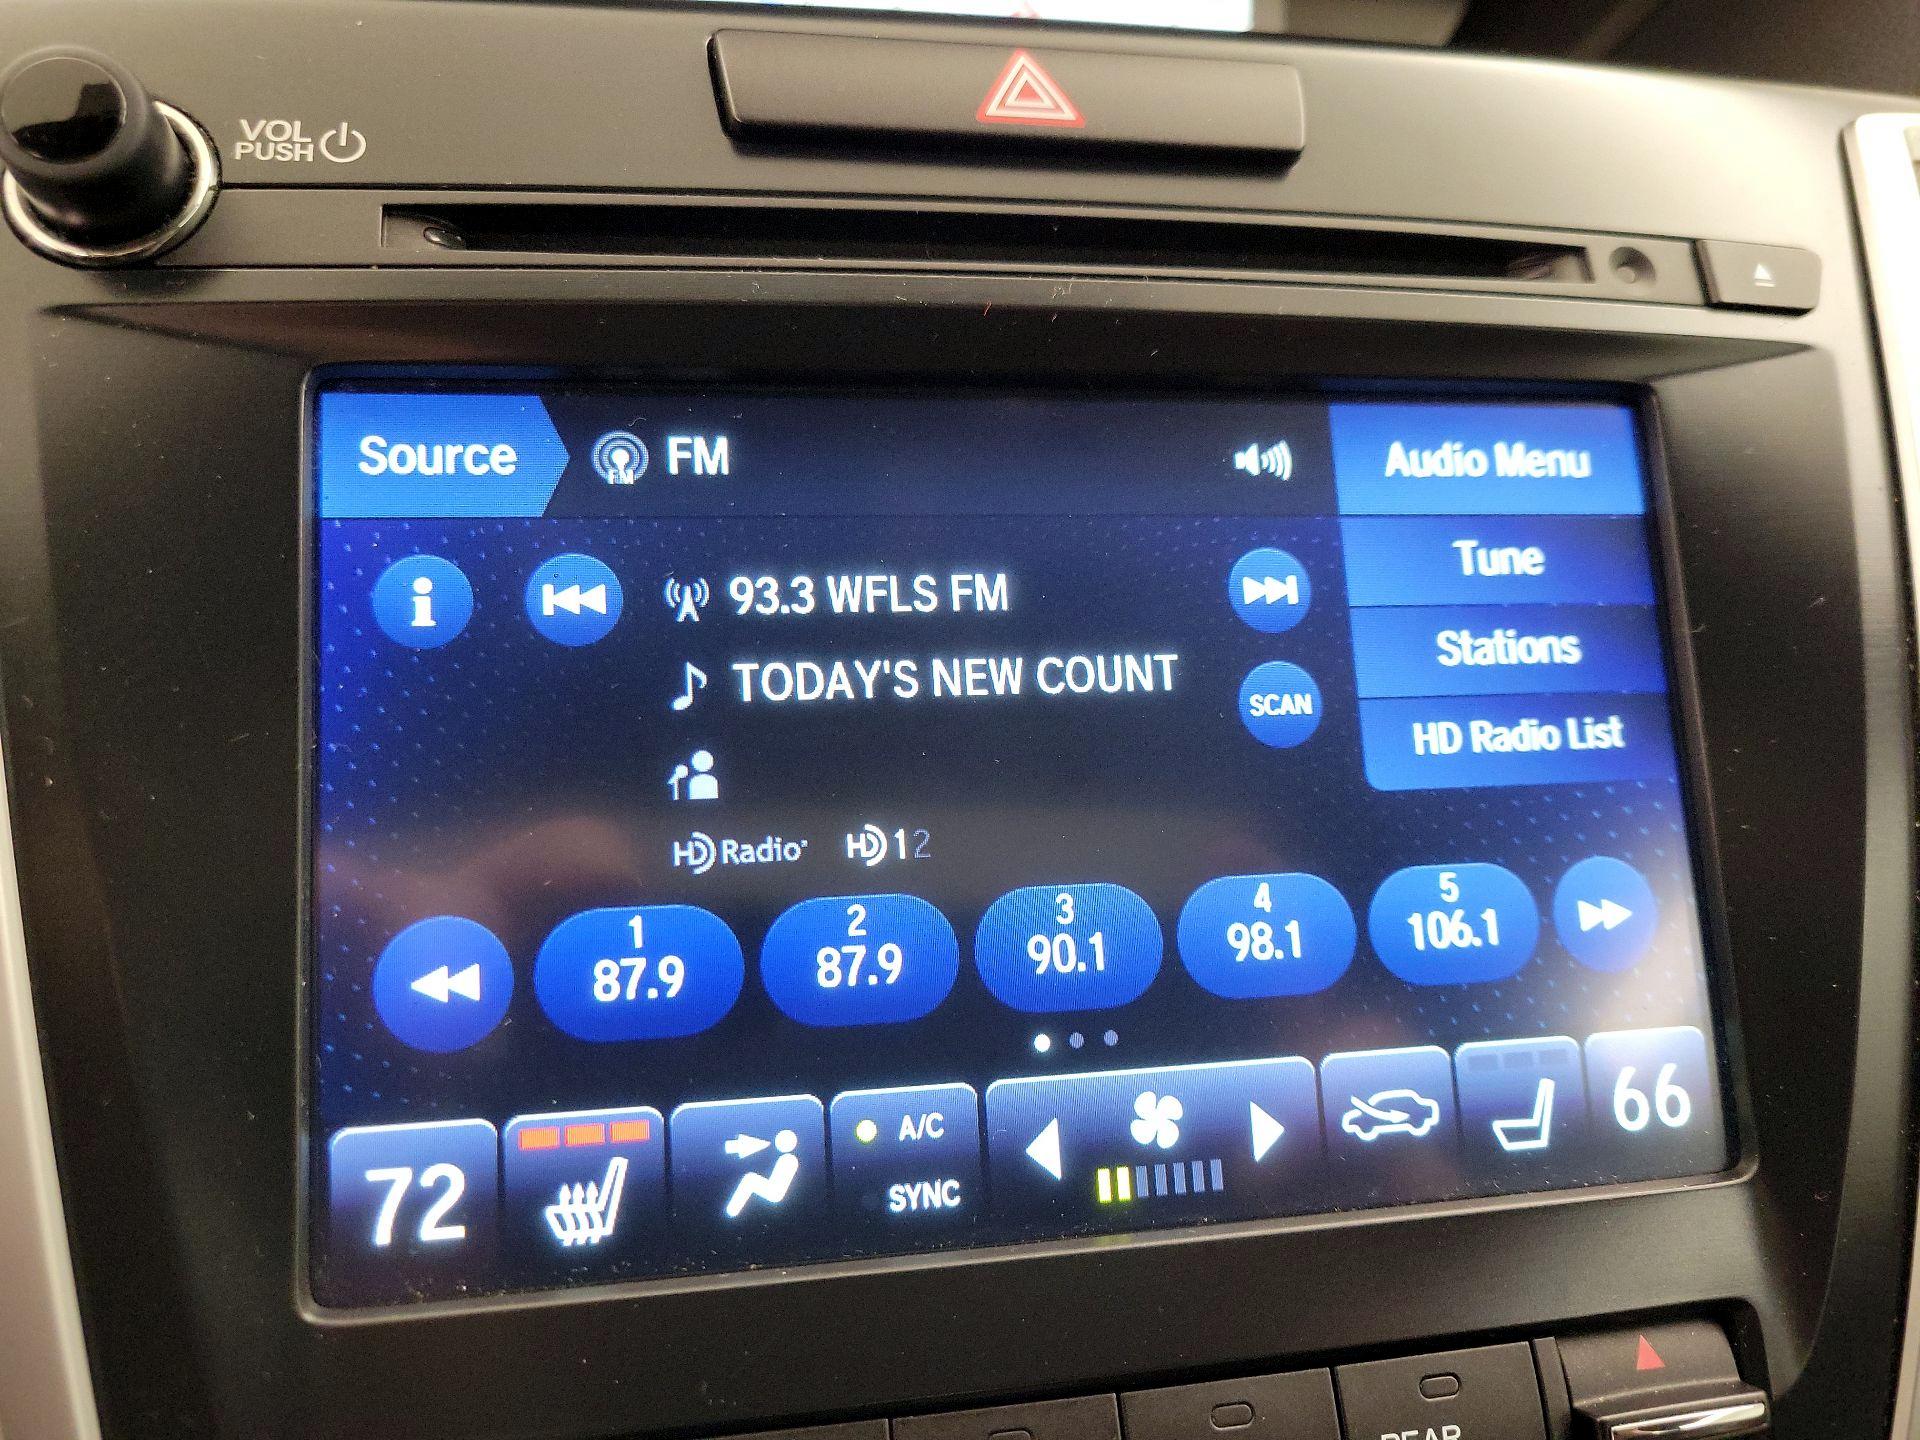 VOL
PUSH
Source FM FM Audio Menu
Tune
93.3 WFLS FM
Stations
TODAY'S NEW COUNT
SCAN
HD Radio List
HD Radio HD 1 2
1 2 3 4 5
87.9 87.9 90.1 98.1 106.1
72 A/C 66
SYNC
REAR